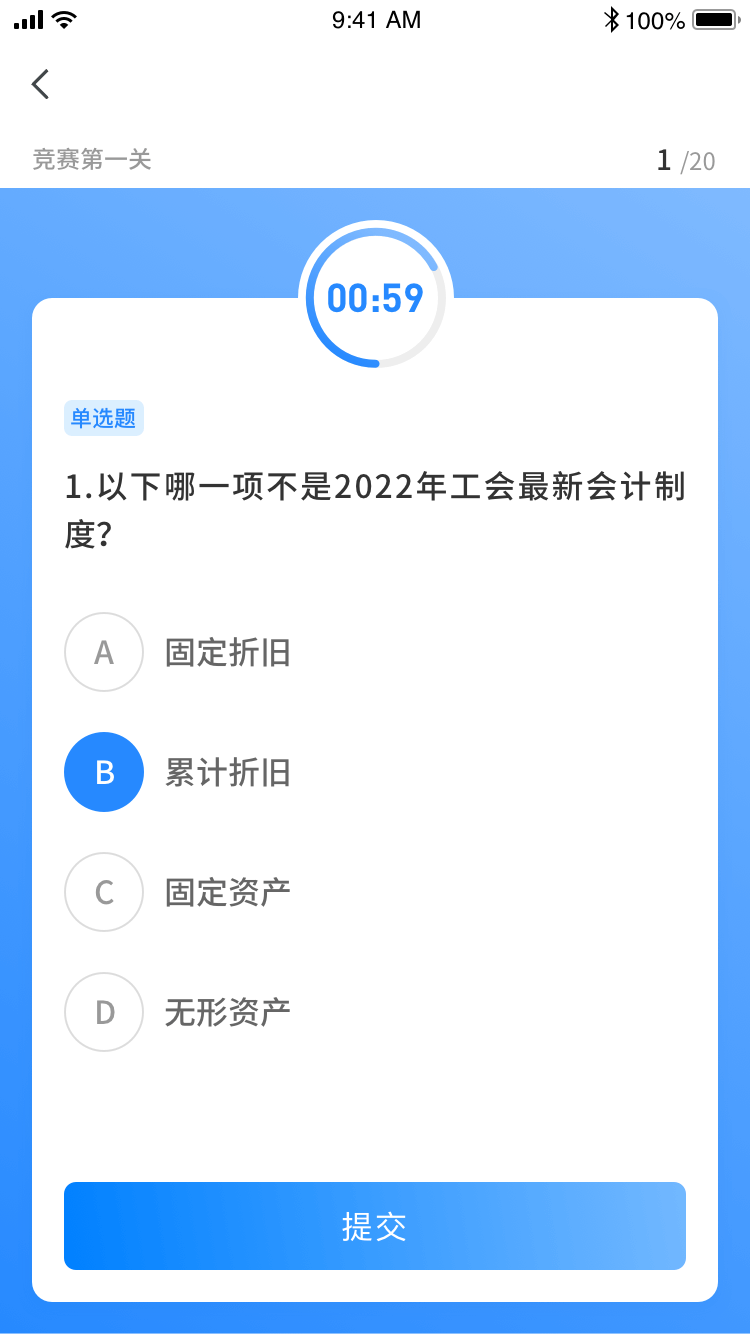 9:41 AM 100%
竞赛第一关 1 /20
00:59
单选题
1.以下哪一项不是2022年工会最新会计制
度?
A 固定折旧
B 累计折旧
C 固定资产
D 无形资产
提交